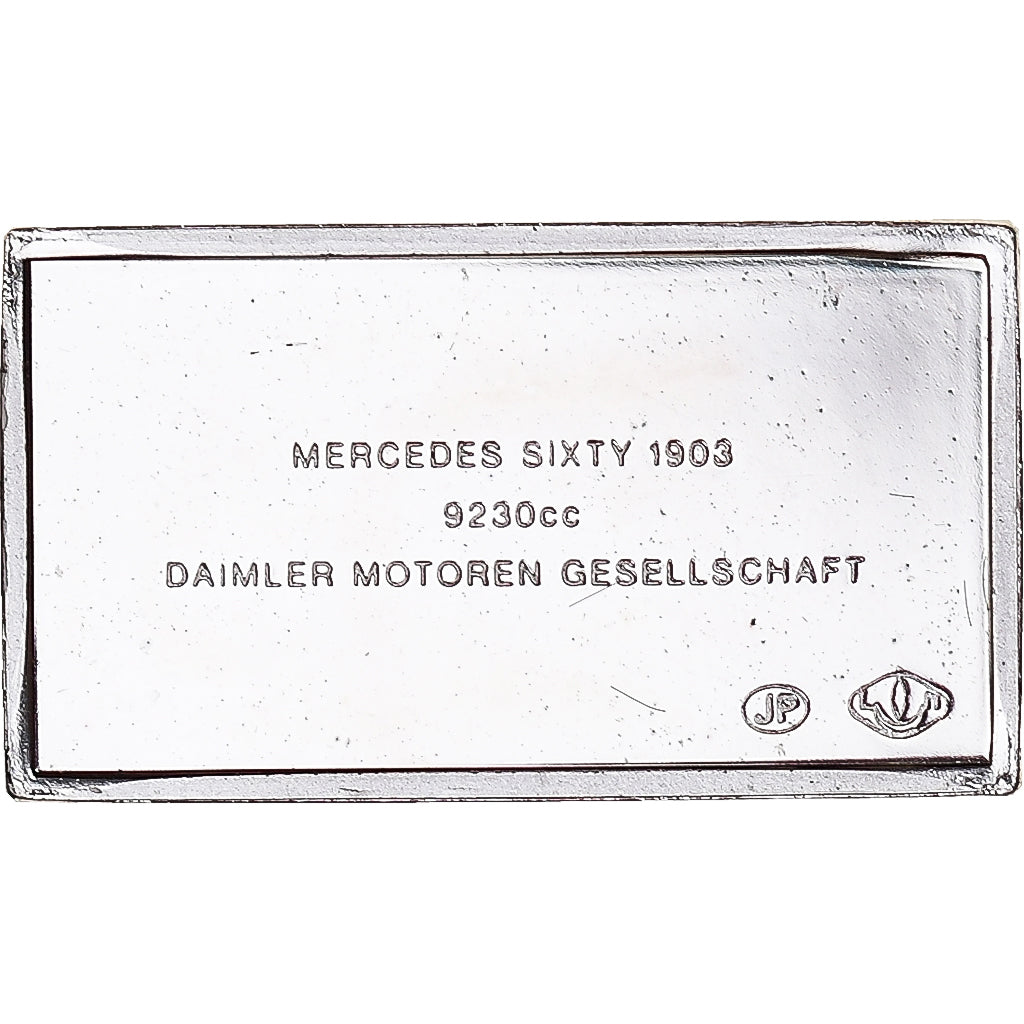 MERCEDES SIXTY 1903
9230cc
DAIMLER MOTOREN GESELLSCHAFT
JP